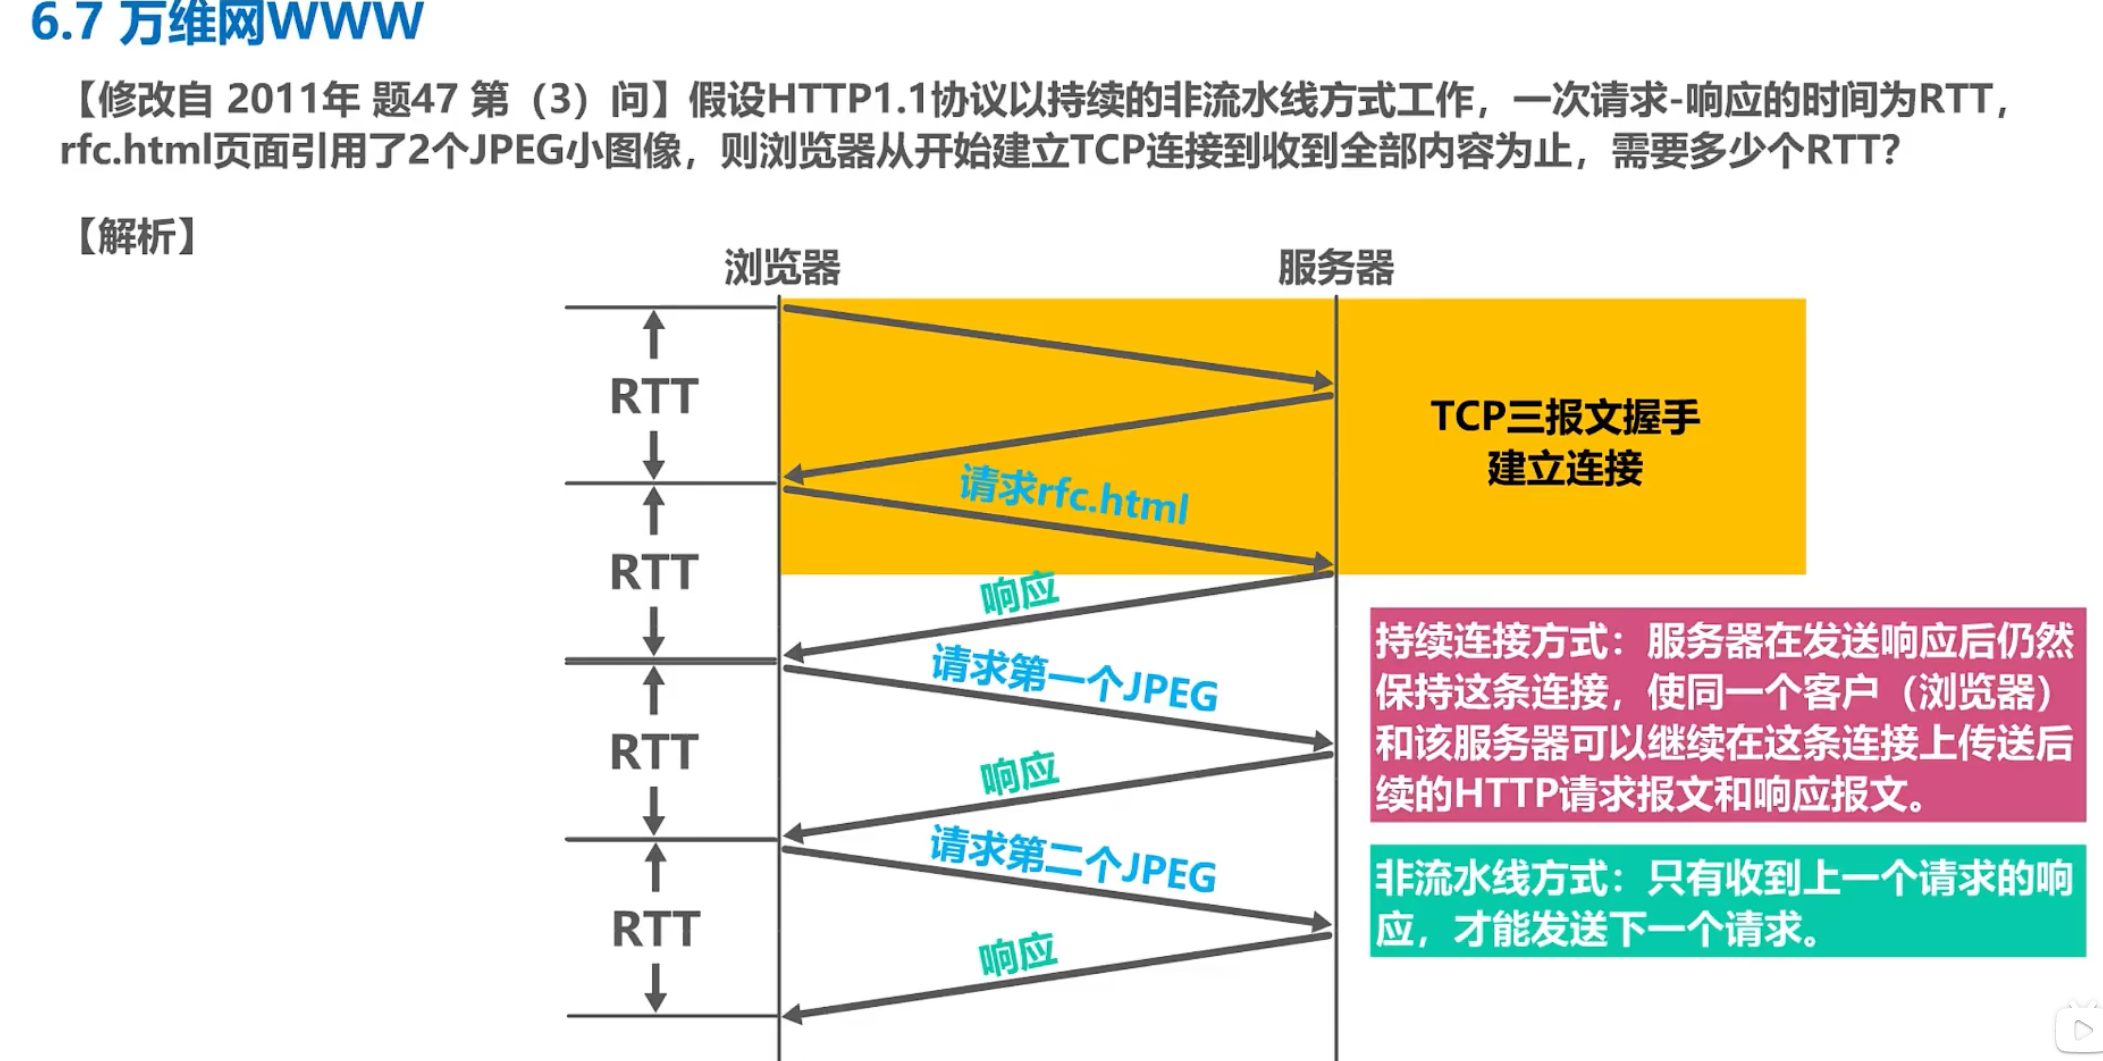 6.7 万维网WWW
【修改自 2011年 题47 第（3）问】假设HTTP1.1协议以持续的非流水线方式工作，一次请求-响应的时间为RTT，
rfc.html页面引用了2个JPEG小图像，则浏览器从开始建立TCP连接到收到全部内容为止，需要多少个RTT？
【解析】
浏览器
服务器
RTT
TCP三报文握手
建立连接
请求rfc.html
RTT
响应
请求第一个JPEG
RTT
响应
请求第二个JPEG
RTT
响应
持续连接方式：服务器在发送响应后仍然
保持这条连接，使同一个客户（浏览器）
和该服务器可以继续在这条连接上传送后
续的HTTP请求报文和响应报文。
非流水线方式：只有收到上一个请求的响
应，才能发送下一个请求。